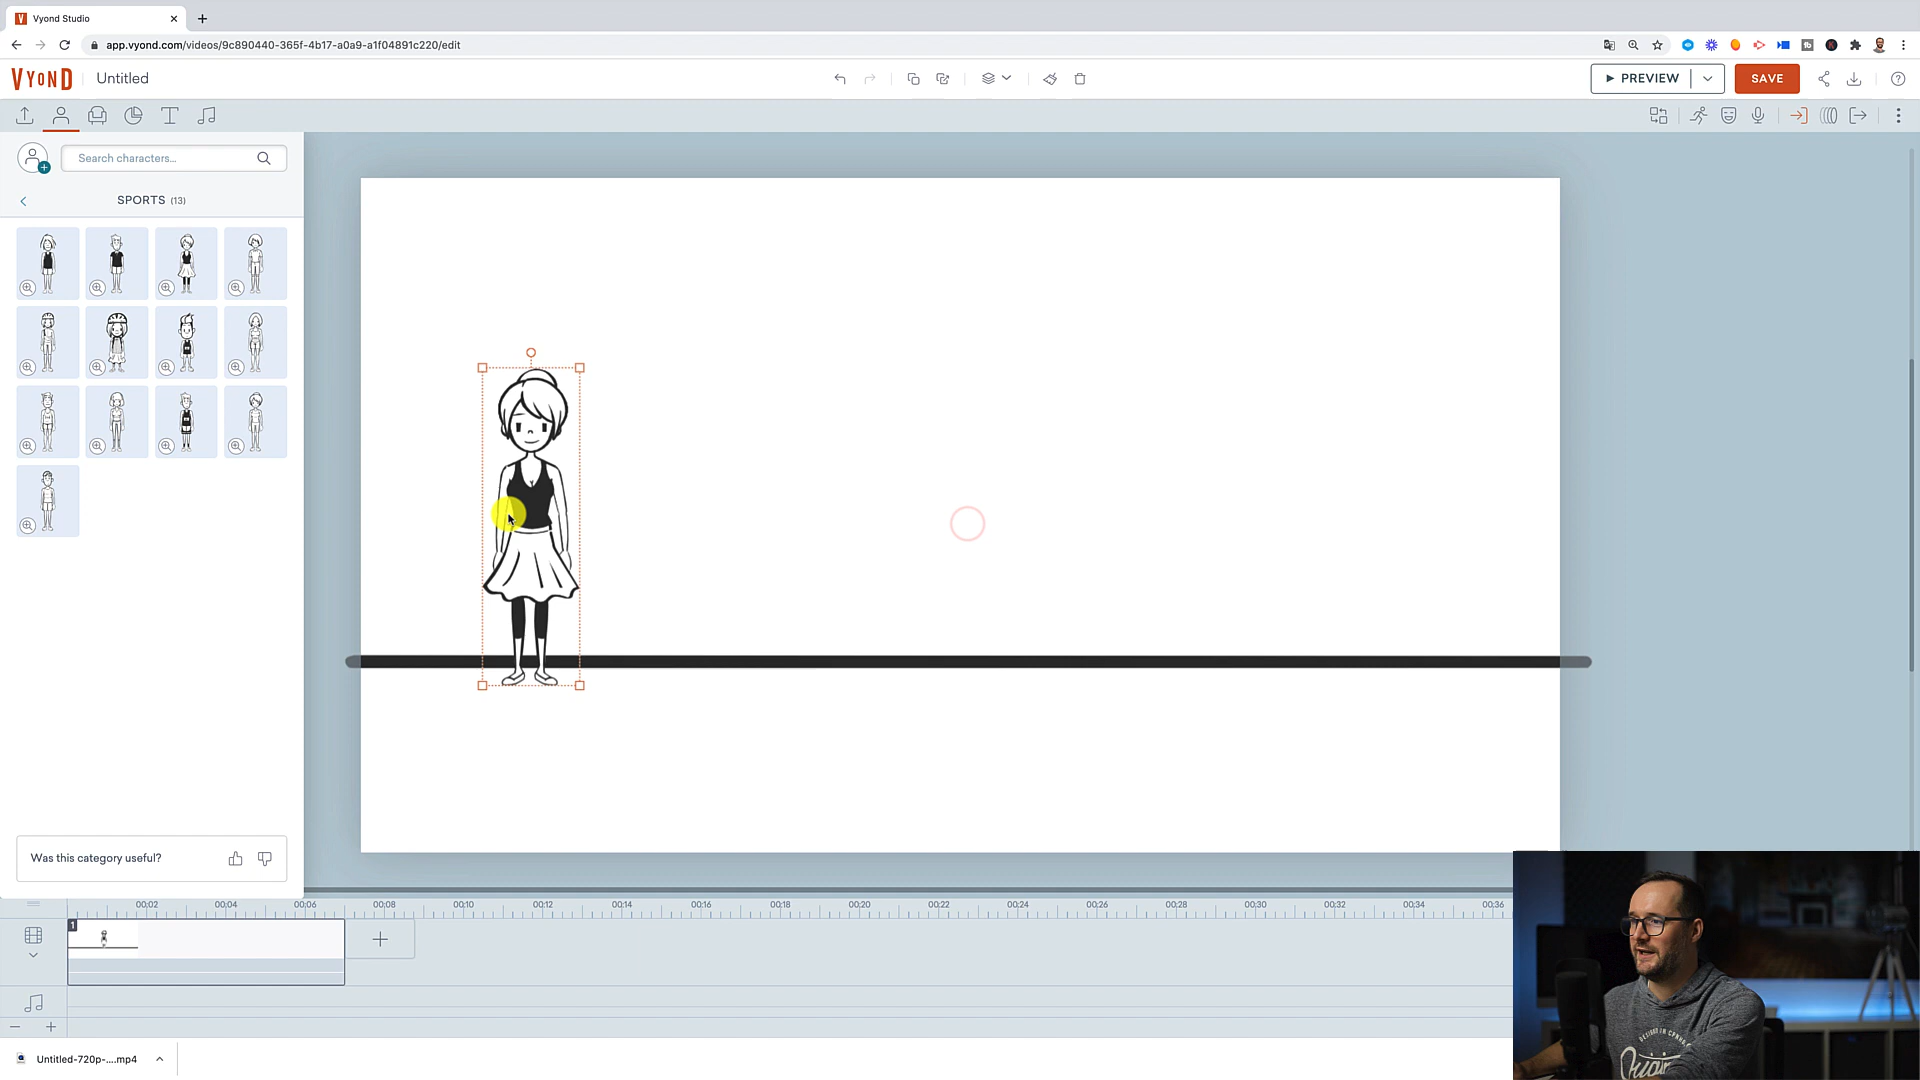 Vyond Studio
app.vyond.com/videos/9c890440-365f-4b17-a0a9-a1f04891c220/edit
VYOND
Untitled
PREVIEW
SAVE
Search characters...
SPORTS (13)
Was this category useful?
00:02 00:04 00:06 00:08 00:10 00:12 00:14 00:16 00:18 00:20 00:22 00:24 00:26 00:28 00:30 00:32 00:34 00:36
1
Untitled-720p-....mp4